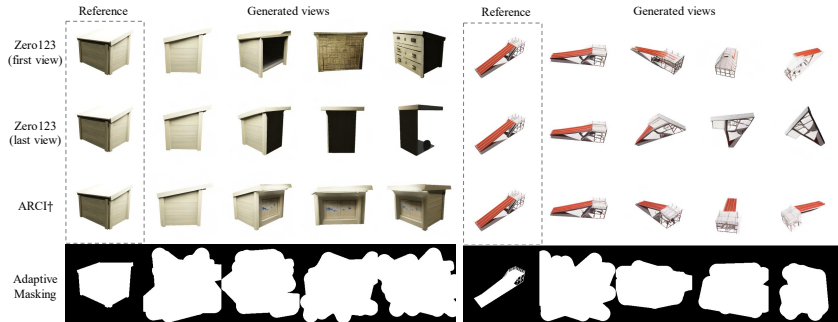 Reference
Generated views
Reference
Generated views
Zero123
(first view)
Zero123
(last view)
ARCI†
Adaptive
Masking